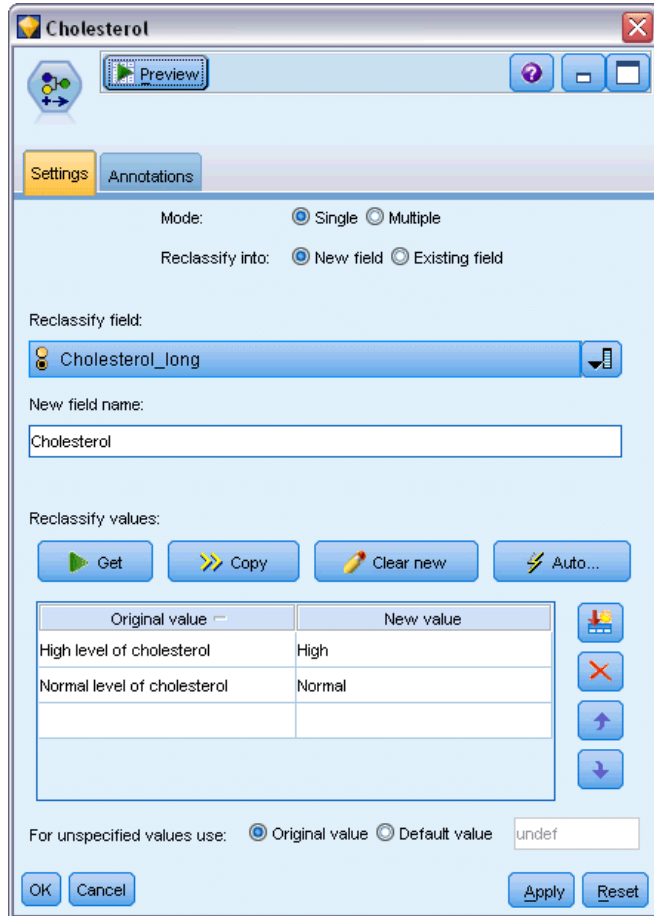 Cholesterol
Preview
Settings Annotations
Mode: Single Multiple
Reclassify into: New field Existing field
Reclassify field:
Cholesterol_long
New field name:
Cholesterol
Reclassify values:
Get Copy Clear new Auto...
Original value New value
High level of cholesterol High
Normal level of cholesterol Normal
For unspecified values use: Original value Default value undef
OK Cancel Apply Reset